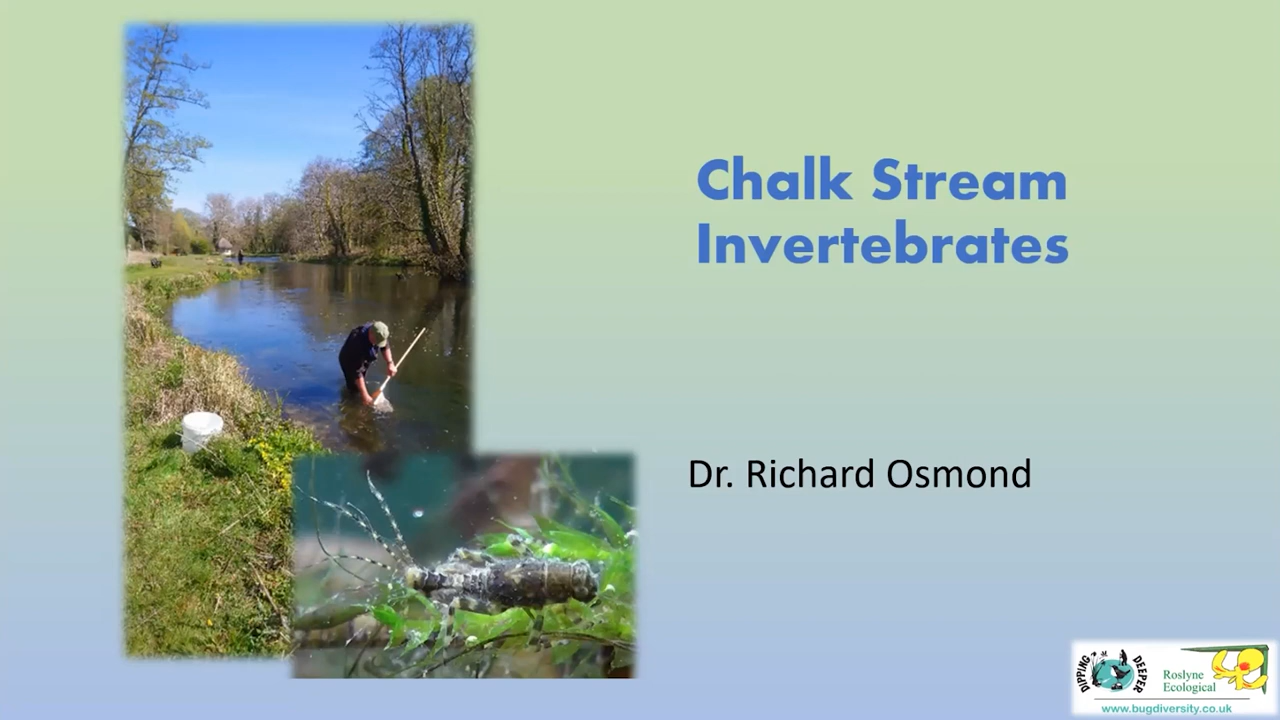 Chalk Stream
Invertebrates
Dr. Richard Osmond
DIPPING DEEPER
Roslyne
Ecological
www.bugdiversity.co.uk